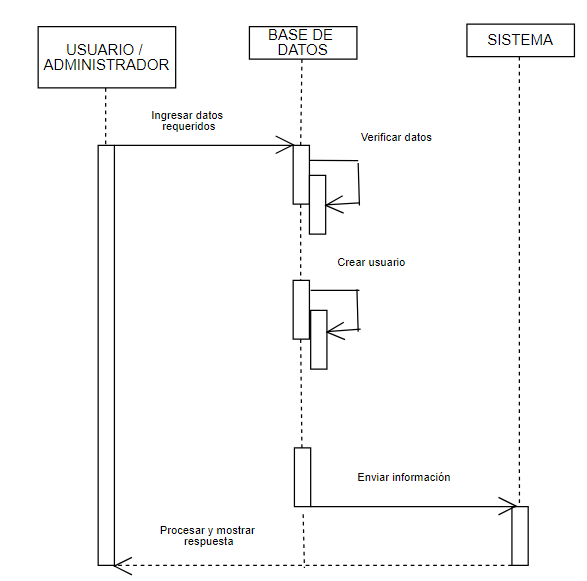 USUARIO /
ADMINISTRADOR
BASE DE
DATOS
SISTEMA
Ingresar datos
requeridos
Verificar datos
Crear usuario
Enviar información
Procesar y mostrar
respuesta